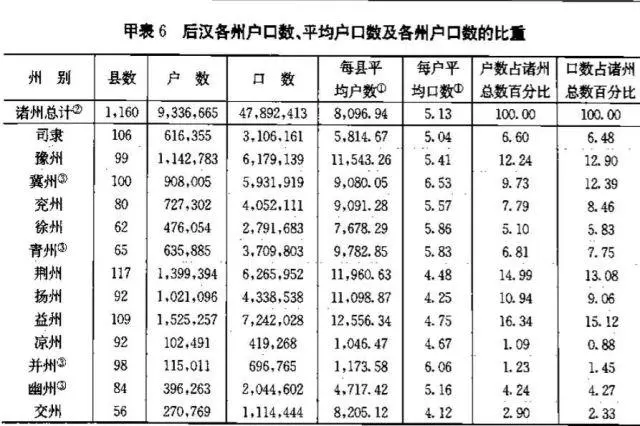 甲表6 后汉各州户口数、平均户口数及各州户口数的比重
州别 县数 户数 口数 每县平均户数① 每户平均口数① 户数占诸州总数百分比 口数占诸州总数百分比
诸州总计② 1,160 9,336,665 47,892,413 8,096.94 5.13 100.00 100.00
司隶 106 616,355 3,106,161 5,814.67 5.04 6.60 6.48
豫州 99 1,142,783 6,179,139 11,543.26 5.41 12.24 12.90
冀州③ 100 908,005 5,931,919 9,080.05 6.53 9.73 12.39
兖州 80 727,302 4,052,111 9,091.28 5.57 7.79 8.46
徐州 62 476,054 2,791,683 7,678.29 5.86 5.10 5.83
青州③ 65 635,885 3,709,803 9,782.85 5.83 6.81 7.75
荆州 117 1,399,394 6,265,952 11,960.63 4.48 14.99 13.08
扬州 92 1,021,096 4,338,538 11,098.87 4.25 10.94 9.06
益州 109 1,525,257 7,242,028 12,556.34 4.75 16.34 15.12
凉州 92 102,491 419,268 1,046.47 4.67 1.09 0.88
并州③ 98 115,011 696,765 1,173.58 6.06 1.23 1.45
幽州③ 84 396,263 2,044,602 4,717.42 5.16 4.24 4.27
交州 56 270,769 1,114,444 8,205.12 4.12 2.90 2.33